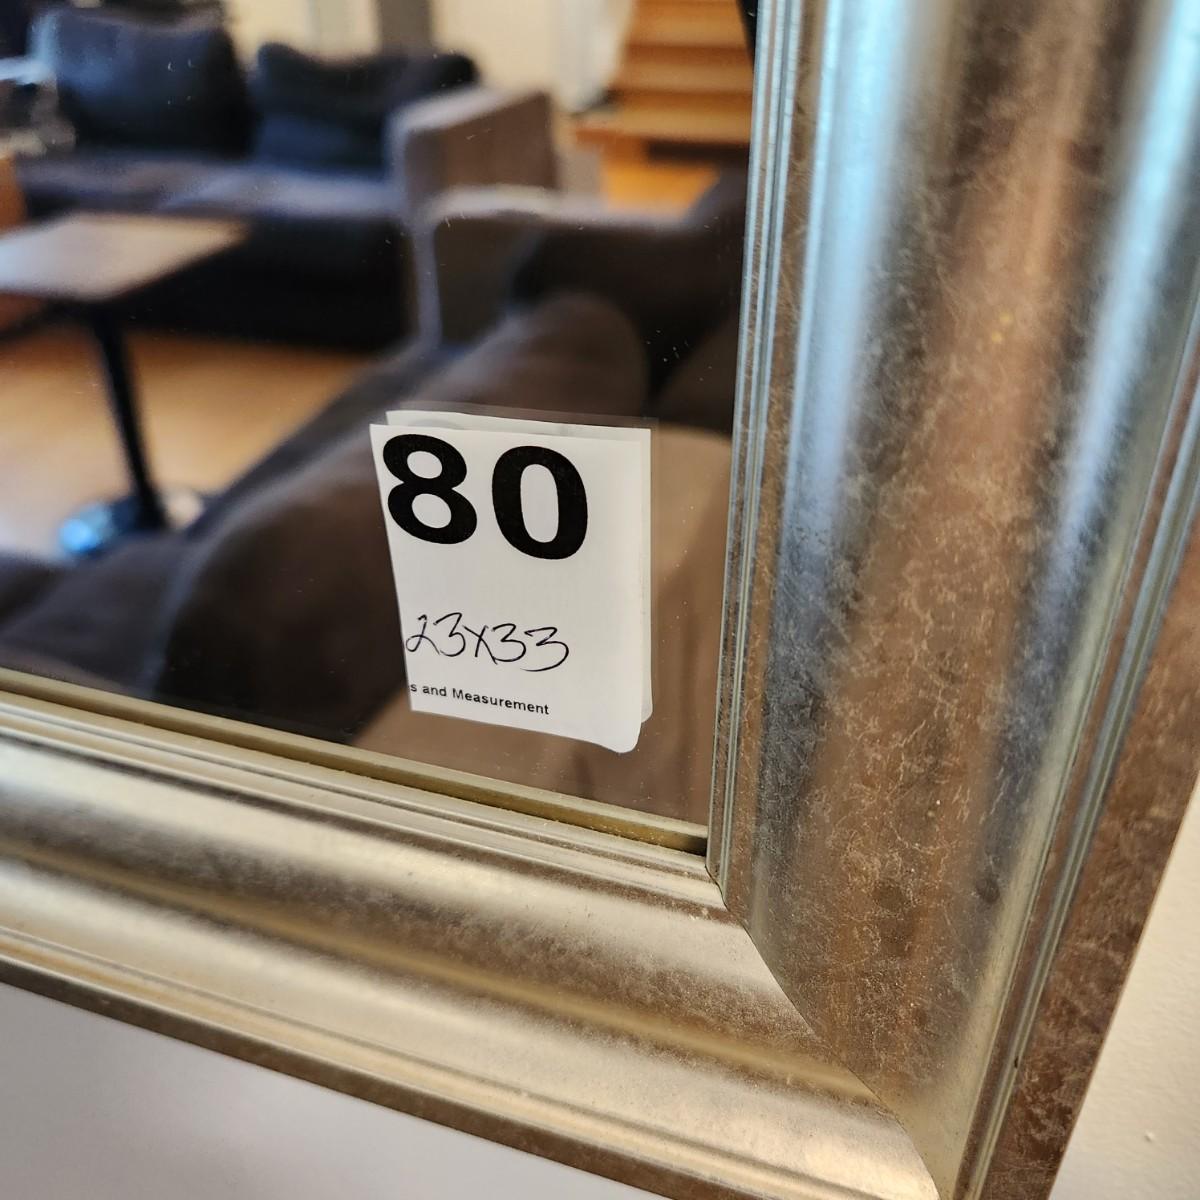 80
23x33
s and Measurement